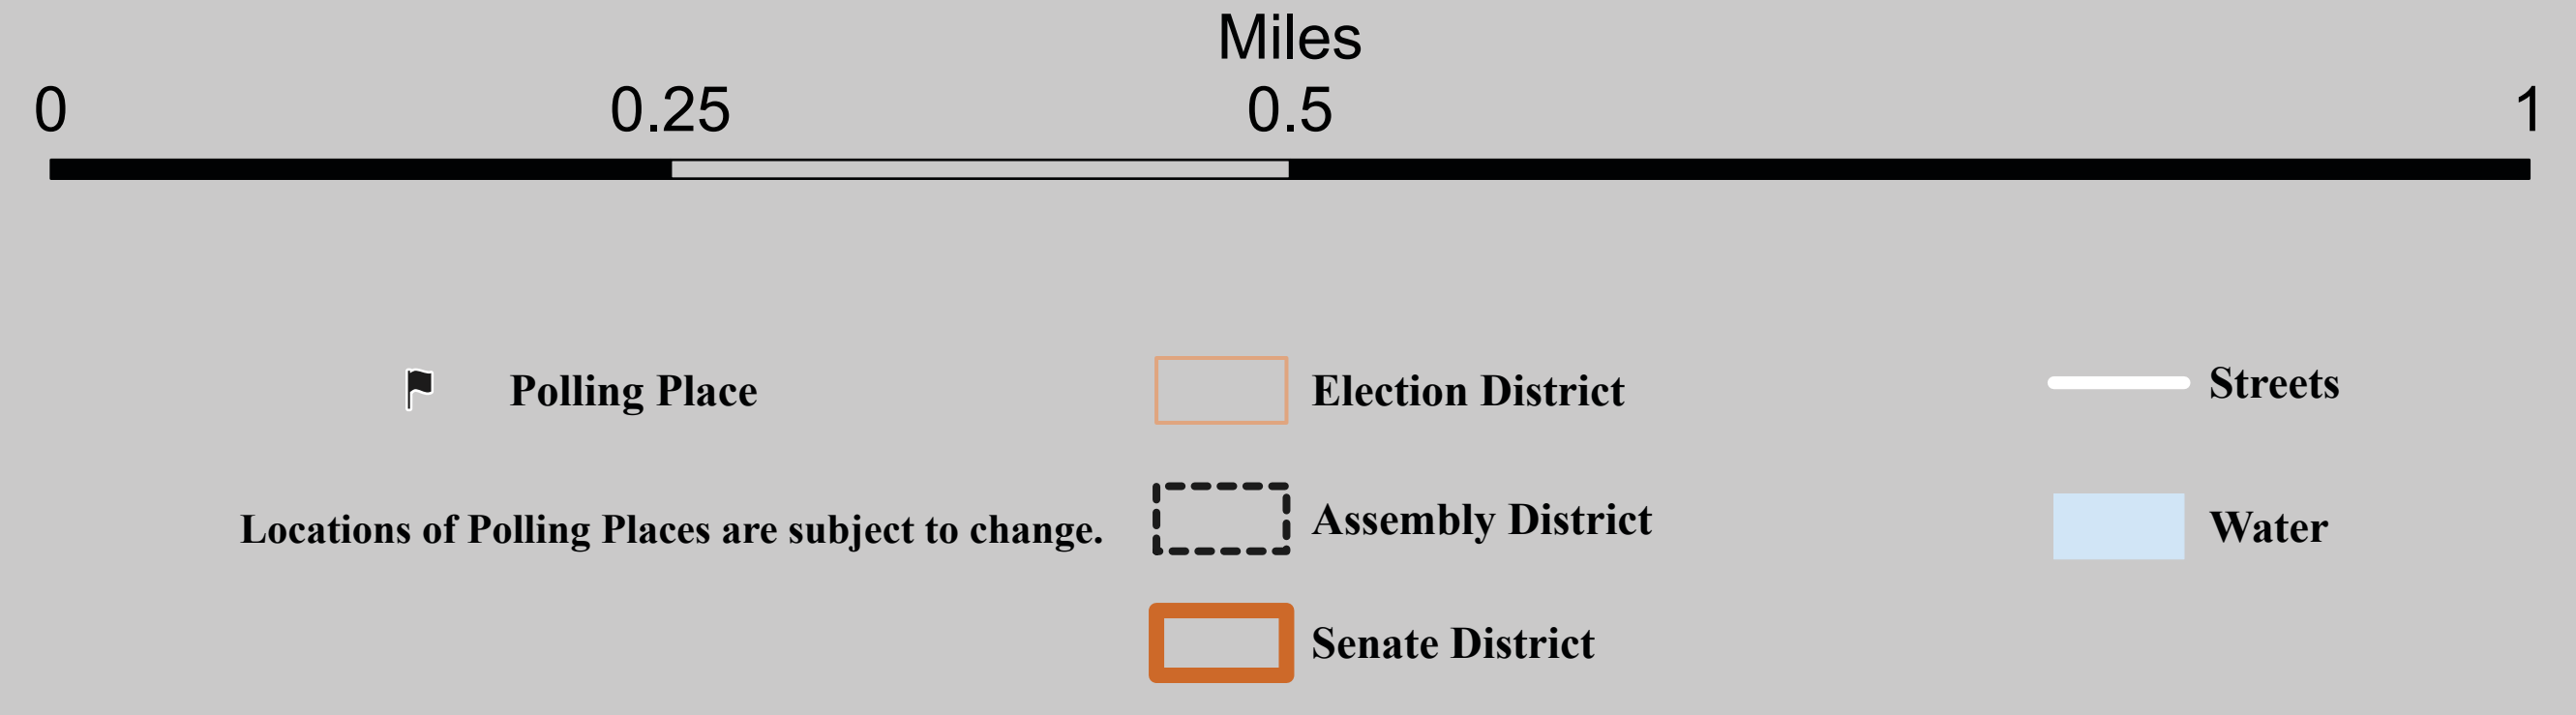 Miles
0 0.25 0.5 1
Polling Place
Election District
Streets
Locations of Polling Places are subject to change.
Assembly District
Water
Senate District